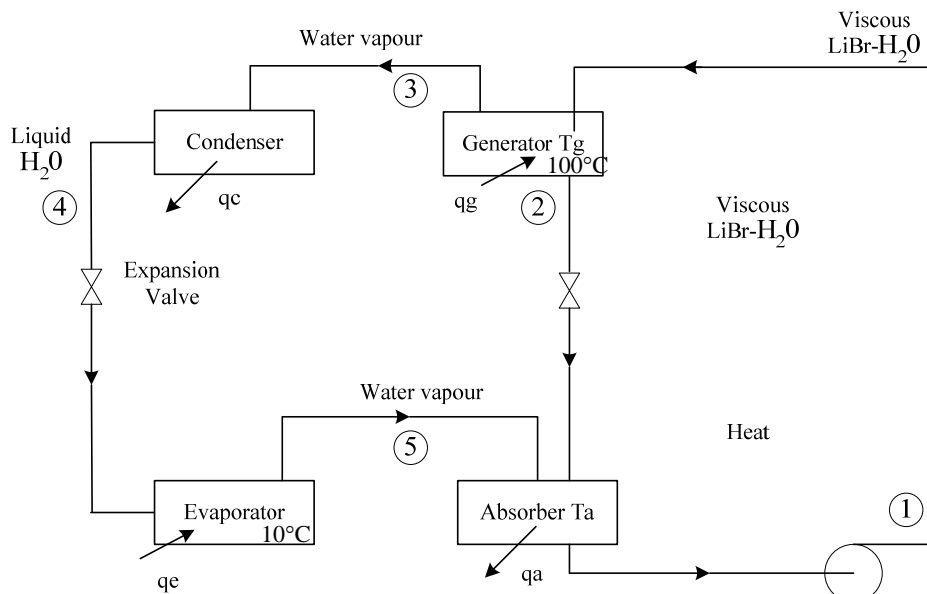 Water vapour
Viscous
LiBr-H₂0
3
Condenser
Generator Tg
100°C
Liquid
H₂0
4
qc
qg
2
Viscous
LiBr-H₂0
Expansion
Valve
Water vapour
5
Heat
Evaporator
10°C
Absorber Ta
1
qe
qa